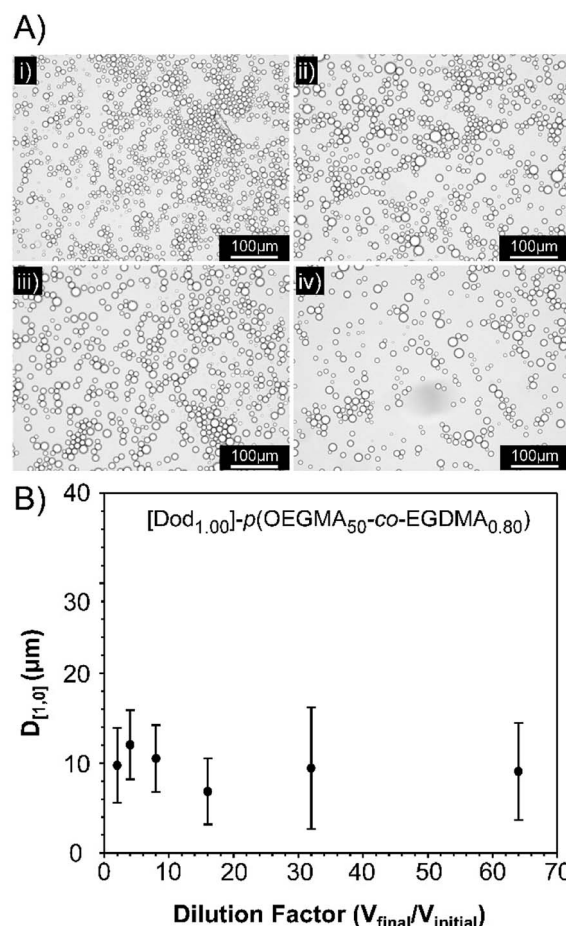 A)
i)
ii)
100µm
100µm
iii)
iv)
100µm
100µm
B)
40
[Dod1.00]-p(OEGMA50-co-EGDMA0.80)
30
20
10
0
D[1,0] (µm)
0 10 20 30 40 50 60 70
Dilution Factor (Vfinal/Vinitial)